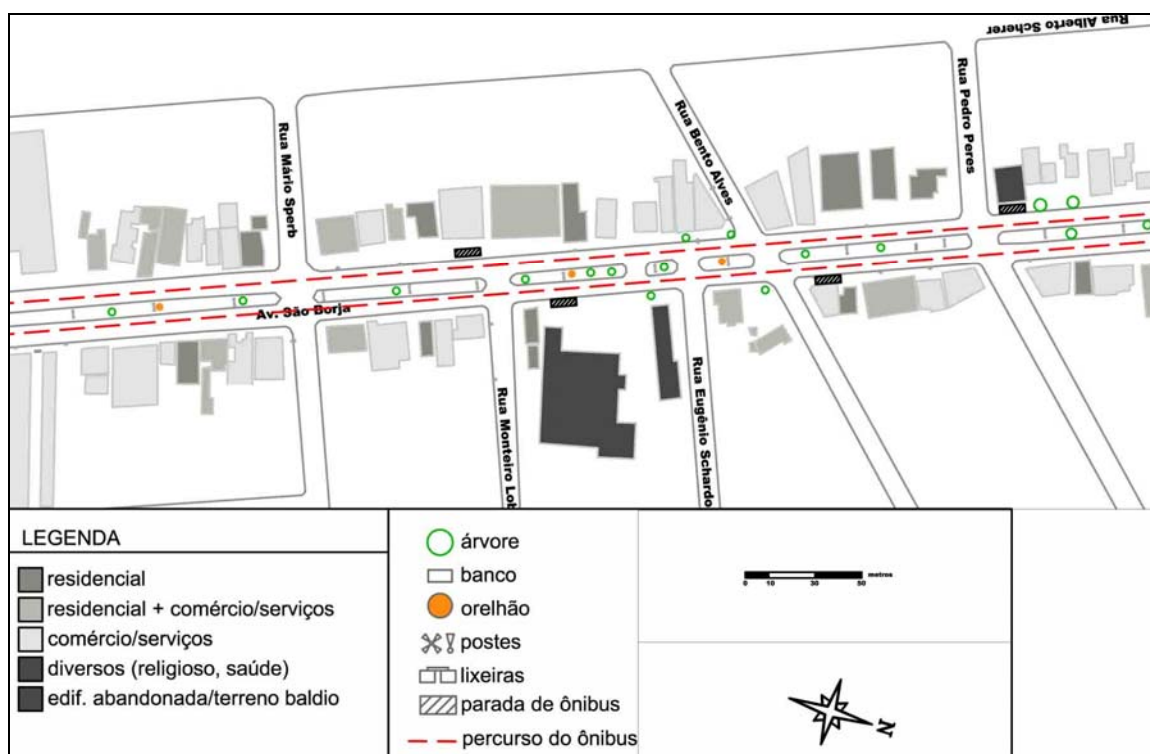 Rua Alberto Scherer
Rua Mário Sperb
Rua Bento Alves
Rua Pedro Peres
Av. São Borja
Rua Monteiro Lob
Rua Eugênio Schardo
LEGENDA
residencial
residencial + comércio/serviços
comércio/serviços
diversos (religioso, saúde)
edif. abandonada/terreno baldio
árvore
banco
orelhão
postes
lixeiras
parada de ônibus
percurso do ônibus
metros
0 10 30 50
N